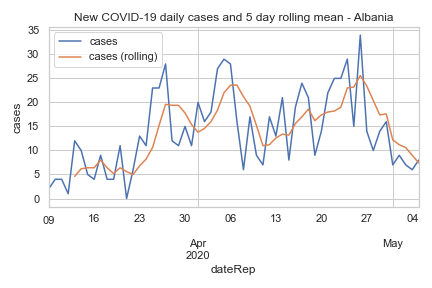 New COVID-19 daily cases and 5 day rolling mean - Albania
cases
cases (rolling)
35
30
25
20
15
10
5
0
cases
09 16 23 30 06 13 20 27 04
Apr May
2020
dateRep